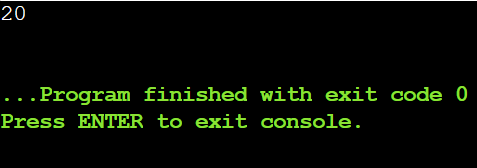 20
...Program finished with exit code 0
Press ENTER to exit console.